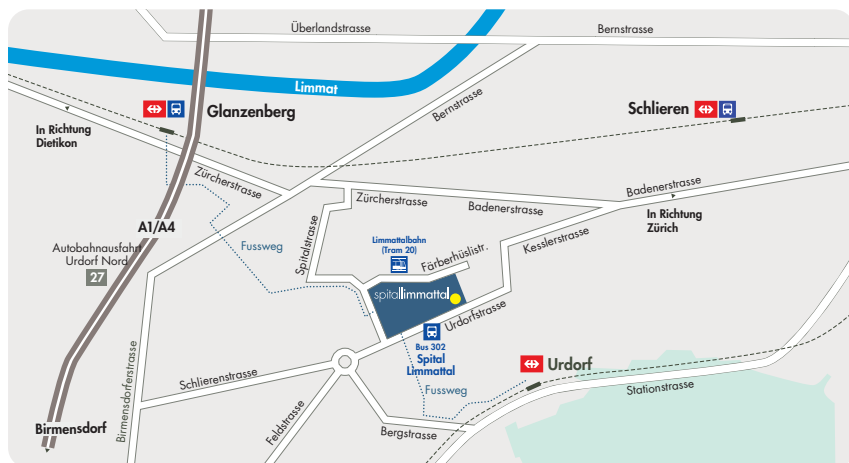 Überlandstrasse
Bernstrasse
Limmat
Glanzenberg
Bernstrasse
Schlieren
In Richtung
Dietikon
Zürcherstrasse
Zürcherstrasse
Badenerstrasse
Badenerstrasse
In Richtung
Zürich
A1/A4
Autobahnausfahrt
Urdorf Nord
27
Fussweg
Spitalstrasse
Limmattalbahn
(Tram 20)
Färberhüslistr.
Kesslerstrasse
spitallimmattal
Urdorfstrasse
Bus 302
Spital
Limmattal
Urdorf
Schlierenstrasse
Fussweg
Stationstrasse
Birmensdorferstrasse
Feldstrasse
Bergstrasse
Birmensdorf